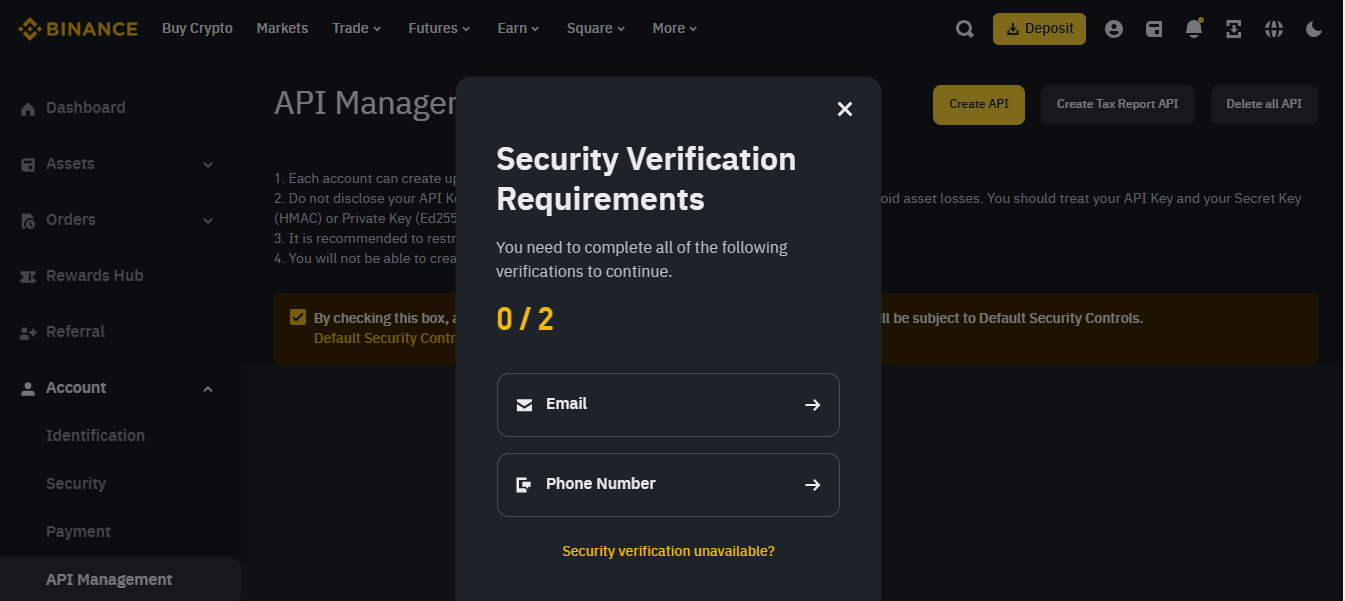 BINANCE Buy Crypto Markets Trade Futures Earn Square More Deposit
Dashboard
Assets
Orders
Rewards Hub
Referral
Account
Identification
Security
Payment
API Management
API Manager
Create API Create Tax Report API Delete all API
1. Each account can create up
2. Do not disclose your API K oid asset losses. You should treat your API Key and your Secret Key
(HMAC) or Private Key (Ed255
3. It is recommended to restr
4. You will not be able to crea
By checking this box, a ll be subject to Default Security Controls.
Default Security Contr
Security Verification
Requirements
You need to complete all of the following
verifications to continue.
0 / 2
Email
Phone Number
Security verification unavailable?